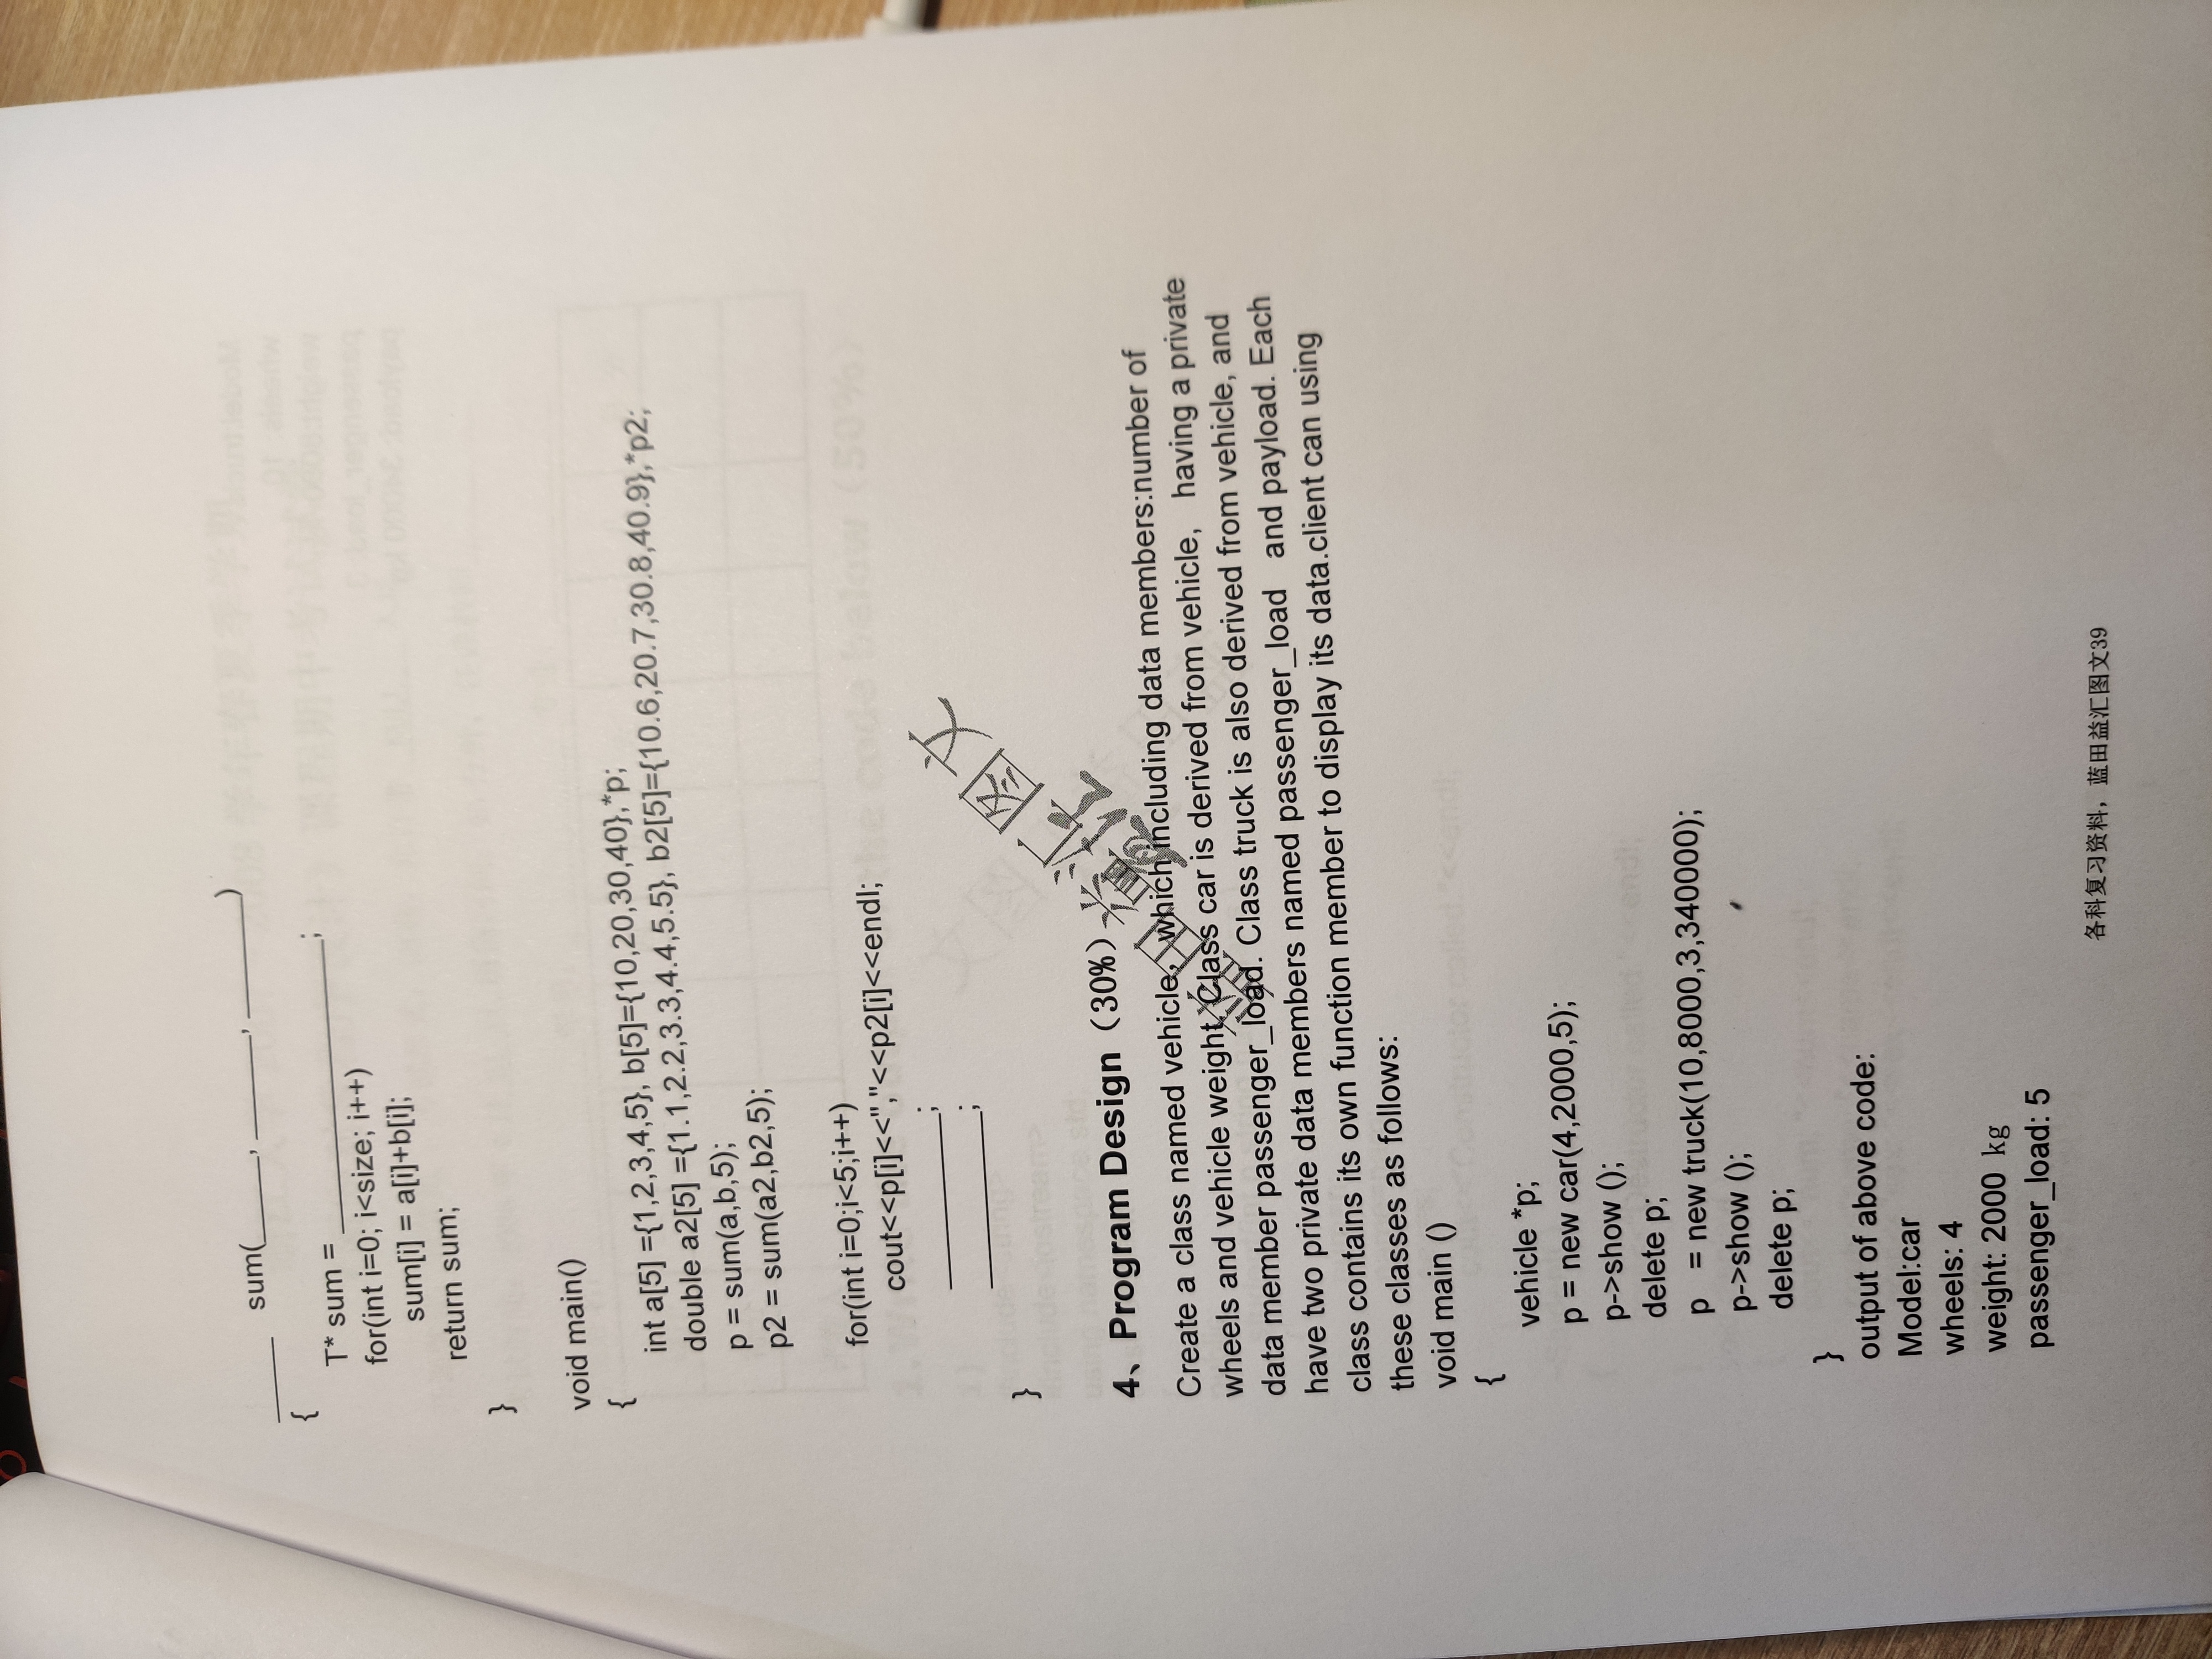 _____ sum(_____, ______, _______)
{
T* sum = _________________;
for(int i=0; i<size; i++)
sum[i] = a[i]+b[i];
return sum;
}
void main()
{
int a[5] ={1,2,3,4,5}, b[5]={10,20,30,40},*p;
double a2[5] ={1.1,2.2,3.3,4.4,5.5}, b2[5]={10.6,20.7,30.8,40.9},*p2;
p = sum(a,b,5);
p2 = sum(a2,b2,5);
for(int i=0;i<5;i++)
cout<<p[i]<<","<<p2[i]<<endl;
__________;
__________;
}
4、Program Design（30%）
Create a class named vehicle, which including data members:number of
wheels and vehicle weight. Class car is derived from vehicle, having a private
data member passenger_load. Class truck is also derived from vehicle, and
have two private data members named passenger_load and payload. Each
class contains its own function member to display its data.client can using
these classes as follows:
void main ()
{
vehicle *p;
p = new car(4,2000,5);
p->show ();
delete p;
p = new truck(10,8000,3,340000);
p->show ();
delete p;
}
output of above code:
Model:car
wheels: 4
weight: 2000 kg
passenger_load: 5
蓝田益汇图文
各科复习资料，蓝田益汇图文39